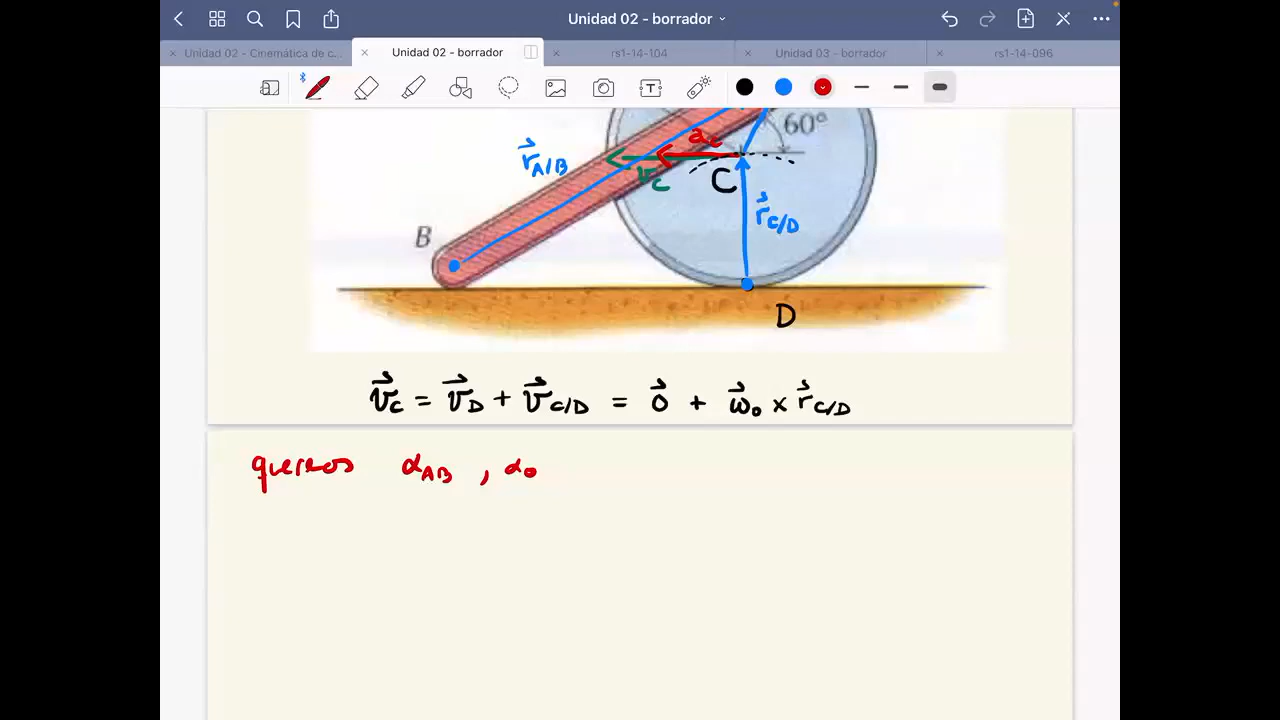 Unidad 02 - borrador
Unidad 02 - Cinemática de c...
Unidad 02 - borrador
rs1-14-104
Unidad 03 - borrador
rs1-14-096
T
60°
a⃗c
r⃗A/B
vc
C
r⃗C/D
B
D
v⃗C = v⃗D + v⃗C/D = 0⃗ + ω⃗₀ × r⃗C/D
queremos αAB , α₀